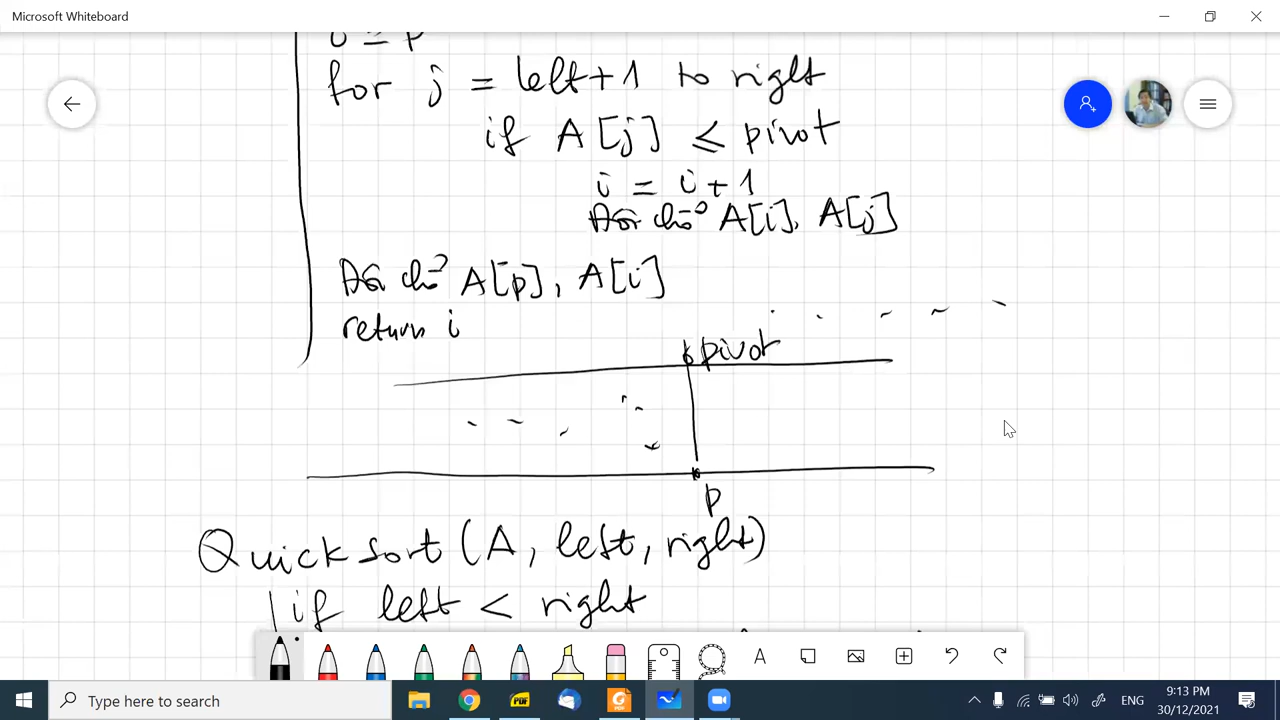 Microsoft Whiteboard
i = p
for j = left+1 to right
if A[j] ≤ pivot
i = i+1
Đổi chỗ A[i], A[j]
Đổi chỗ A[p], A[i]
return i
pivot
p
Quicksort (A, left, right)
if left < right
A
Type here to search
PDF
ENG
9:13 PM
30/12/2021